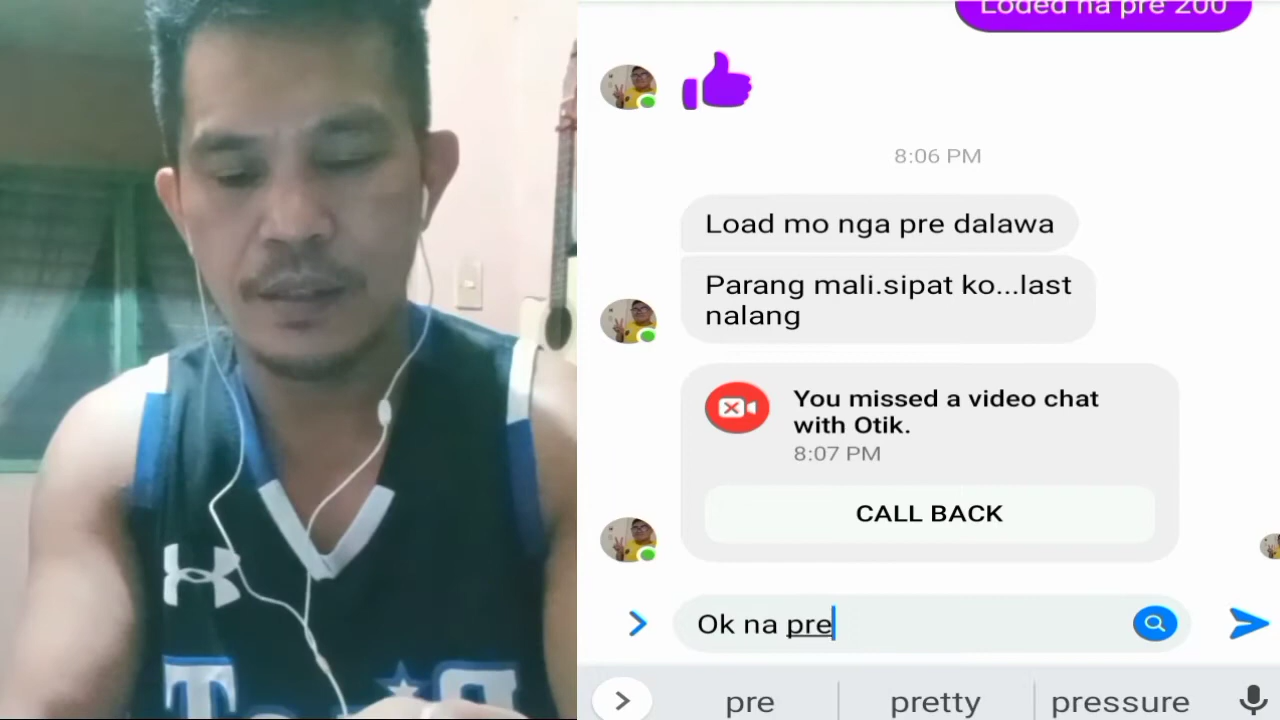 Loded na pre 200
8:06 PM
Load mo nga pre dalawa
Parang mali.sipat ko...last
nalang
You missed a video chat
with Otik.
8:07 PM
CALL BACK
Ok na pre
pre pretty pressure